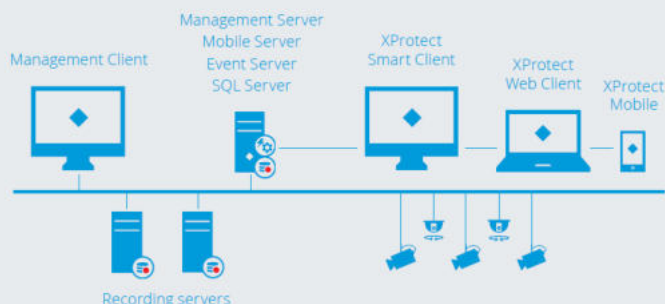 Management Client
Management Server
Mobile Server
Event Server
SQL Server
XProtect
Smart Client
XProtect
Web Client
XProtect
Mobile
Recording servers